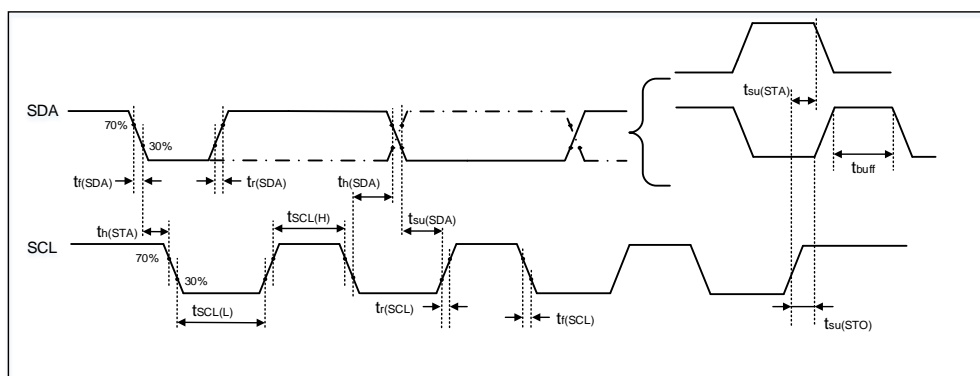 tsu(STA)
SDA
70%
30%
tf(SDA)
tr(SDA)
th(SDA)
tbuff
th(STA)
tSCL(H)
tsu(SDA)
SCL
70%
30%
tSCL(L)
tr(SCL)
tf(SCL)
tsu(STO)